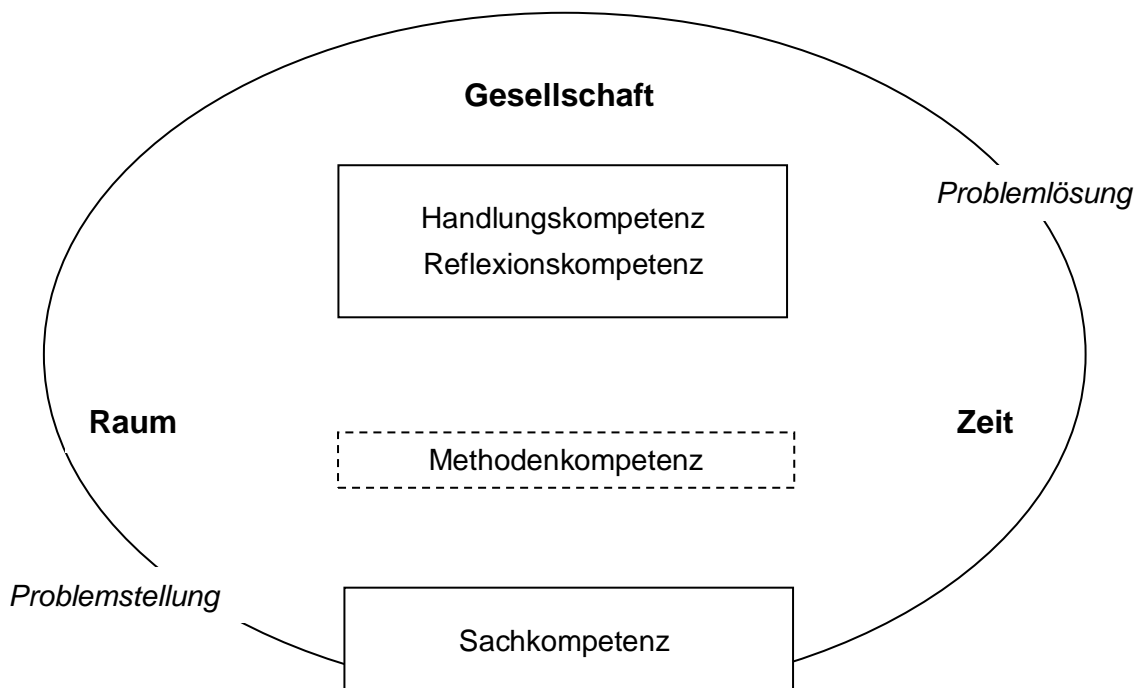 Gesellschaft
Problemlösung
Handlungskompetenz
Reflexionskompetenz
Raum
Zeit
Methodenkompetenz
Problemstellung
Sachkompetenz